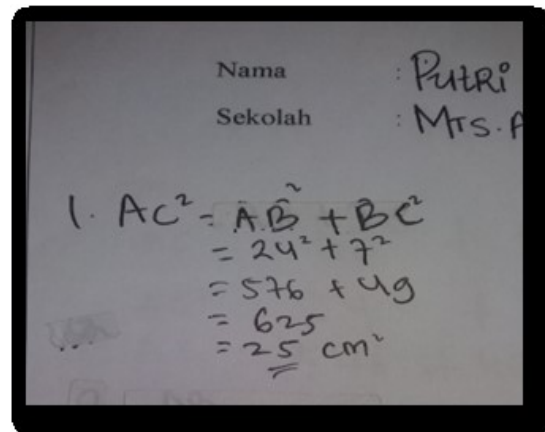 Nama : Putri
Sekolah : MTs. A
1. AC² = AB² + BC²
= 24² + 7²
= 576 + 49
= 625
= 25 cm²